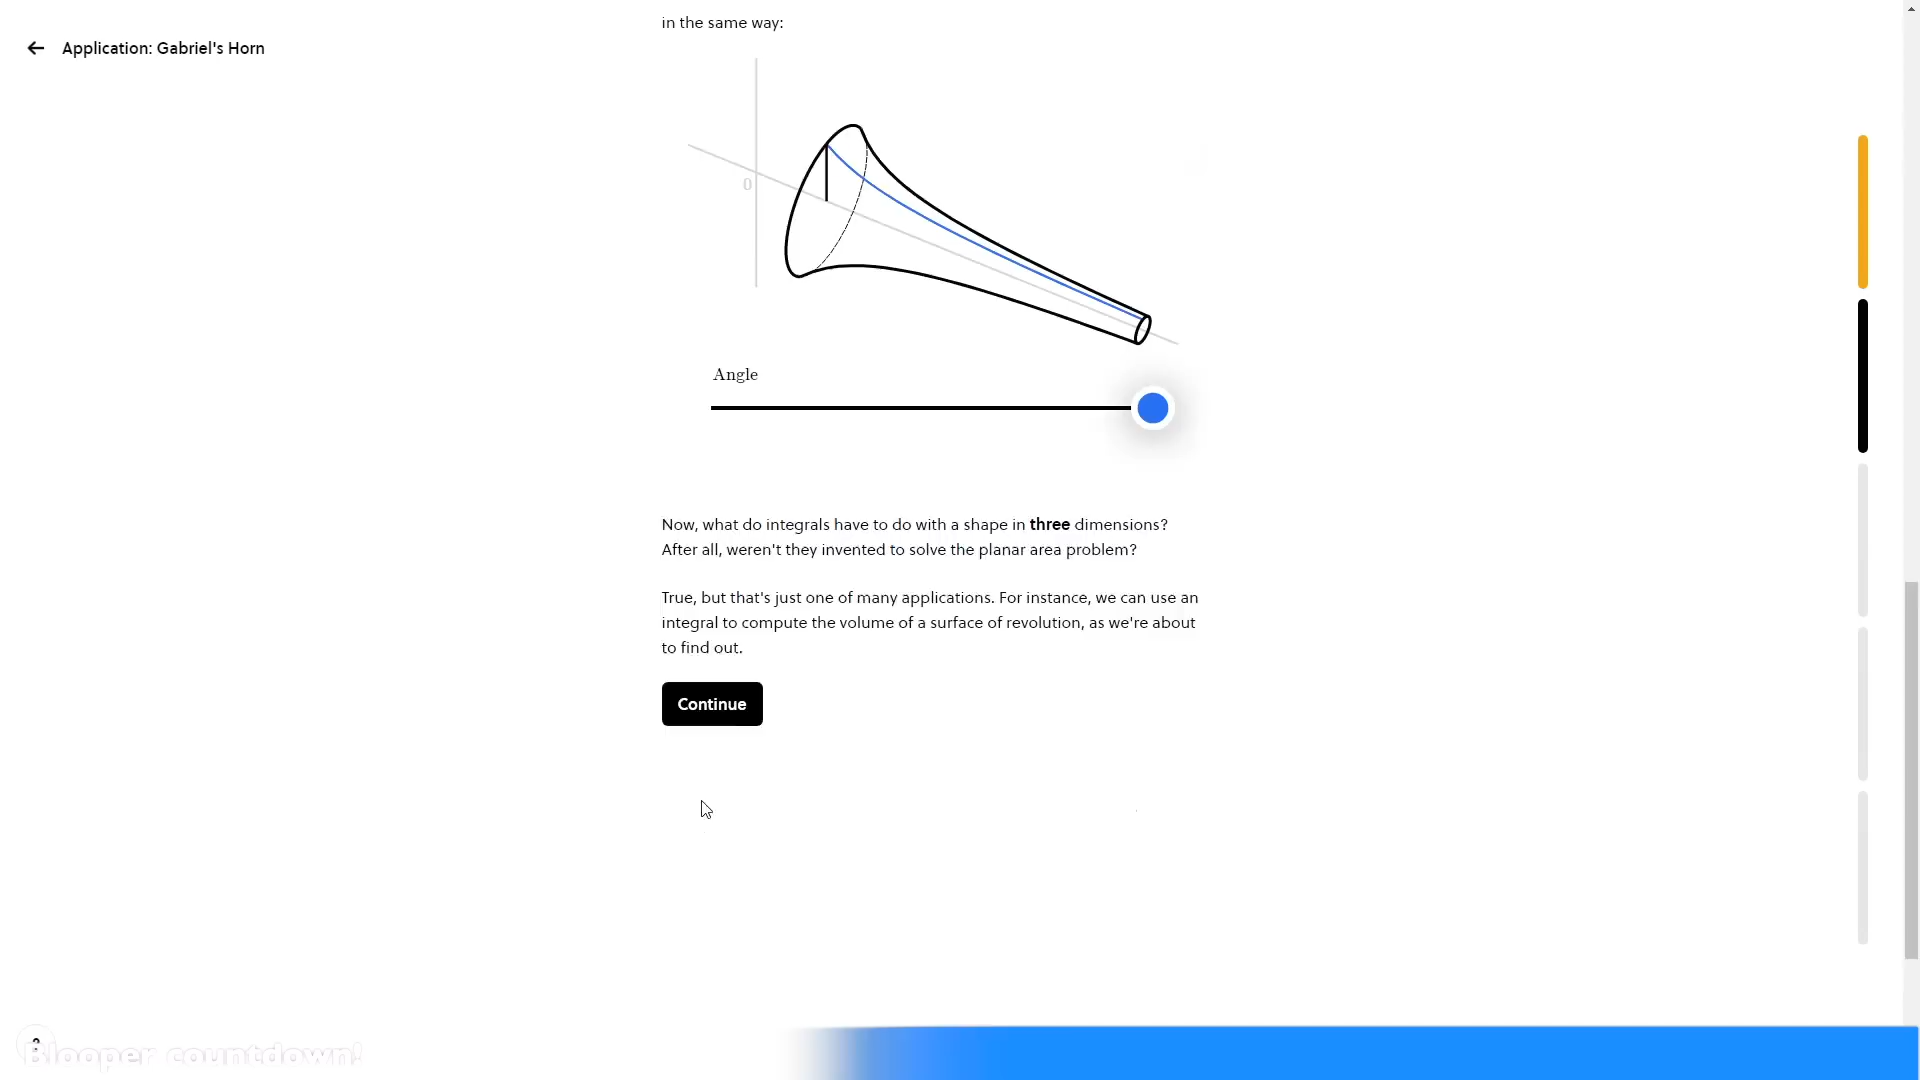 in the same way:
Application: Gabriel's Horn
0
Angle
Now, what do integrals have to do with a shape in three dimensions?
After all, weren't they invented to solve the planar area problem?
True, but that's just one of many applications. For instance, we can use an
integral to compute the volume of a surface of revolution, as we're about
to find out.
Continue
?
Blooper countdown!